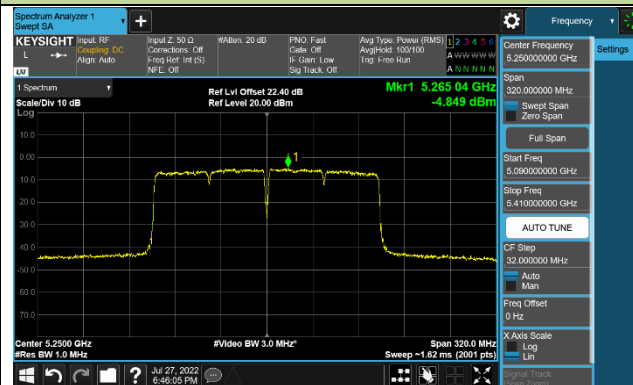 Spectrum Analyzer 1
Swept SA
Frequency
KEYSIGHT
Input: RF
Coupling: DC
Align: Auto
Input Z: 50 Ω
Corrections: Off
Freq Ref: Int (S)
NFE: Off
#Atten: 20 dB
PNO: Fast
Gate: Off
IF Gain: Low
Sig Track: Off
Avg Type: Power (RMS)
Avg|Hold: 100/100
Trig: Free Run
1 2 3 4 5 6
A W W W W W
A N N N N N
L
LXI
1 Spectrum
Scale/Div 10 dB
Log
Ref Lvl Offset 22.40 dB
Ref Level 20.00 dBm
Mkr1 5.265 04 GHz
-4.849 dBm
1
10.0
0.00
-10.0
-20.0
-30.0
-40.0
-50.0
-60.0
-70.0
Center 5.2500 GHz
#Res BW 1.0 MHz
#Video BW 3.0 MHz*
Span 320.0 MHz
Sweep ~1.62 ms (2001 pts)
Center Frequency
5.25000000 GHz
Settings
Span
320.000000 MHz
Swept Span
Zero Span
Full Span
Start Freq
5.09000000 GHz
Stop Freq
5.410000000 GHz
AUTO TUNE
CF Step
32.000000 MHz
Auto
Man
Freq Offset
0 Hz
X Axis Scale
Log
Lin
Signal Track
(Span Zoom)
Jul 27, 2022
6:46:05 PM